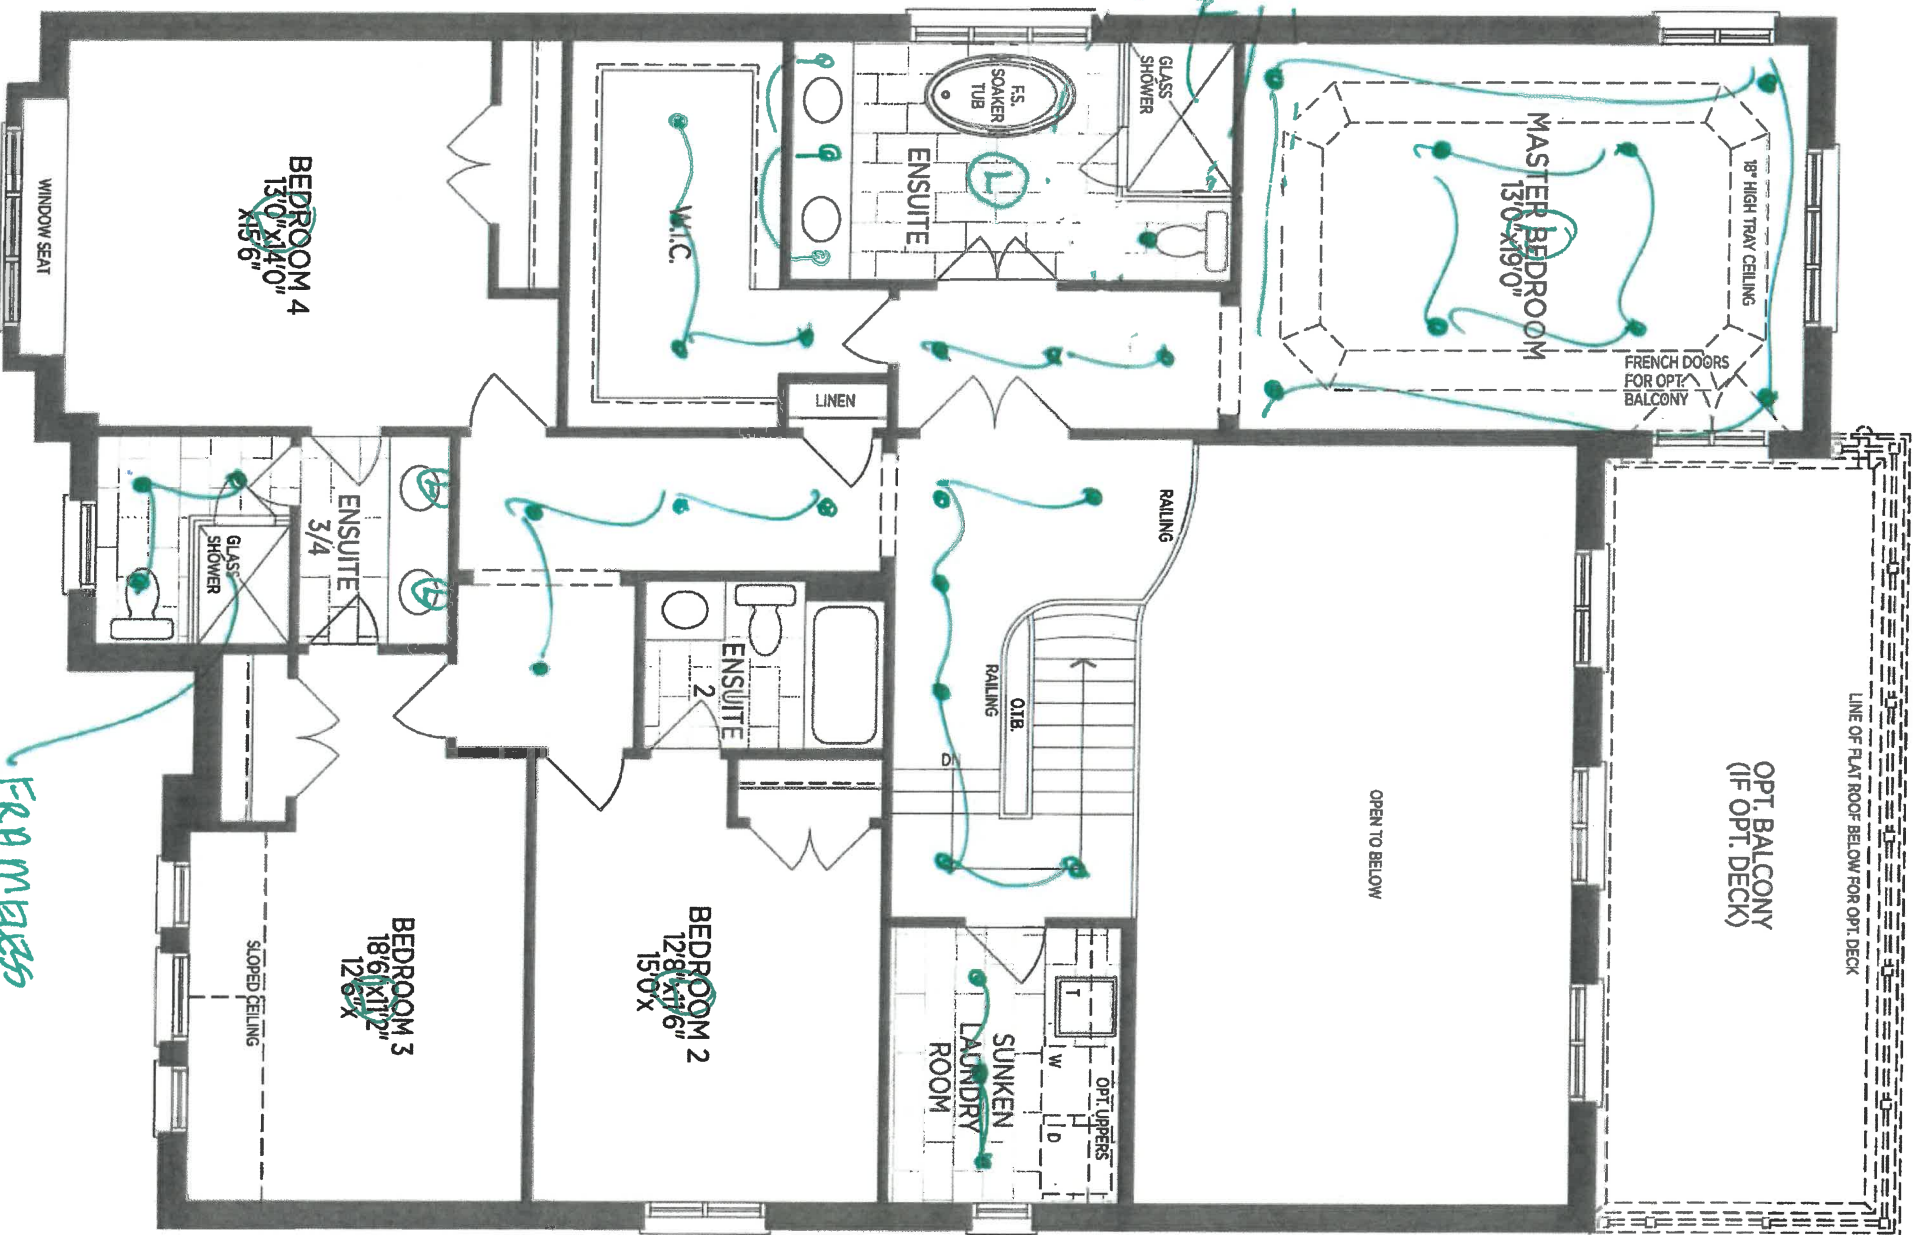 WINDOW SEAT
BEDROOM 4
13'0"x14'0"
x15'6"
W.I.C.
F.S.
SOAKER
TUB
GLASS
SHOWER
ENSUITE
L
MASTER BEDROOM
13'0"x19'0"
18" HIGH TRAY CEILING
FRENCH DOORS
FOR OPT.
BALCONY
LINEN
ENSUITE
3/4
GLASS
SHOWER
ENSUITE
2
RAILING
RAILING
O.T.B.
OPEN TO BELOW
OPT. BALCONY
(IF OPT. DECK)
LINE OF FLAT ROOF BELOW FOR OPT. DECK
BEDROOM 3
18'6"x11'2"
12'6"x
SLOPED CEILING
BEDROOM 2
12'8"x11'6"
15'0"x
SUNKEN
LAUNDRY
ROOM
T
W
D
OPT. UPPERS
FRAMELESS